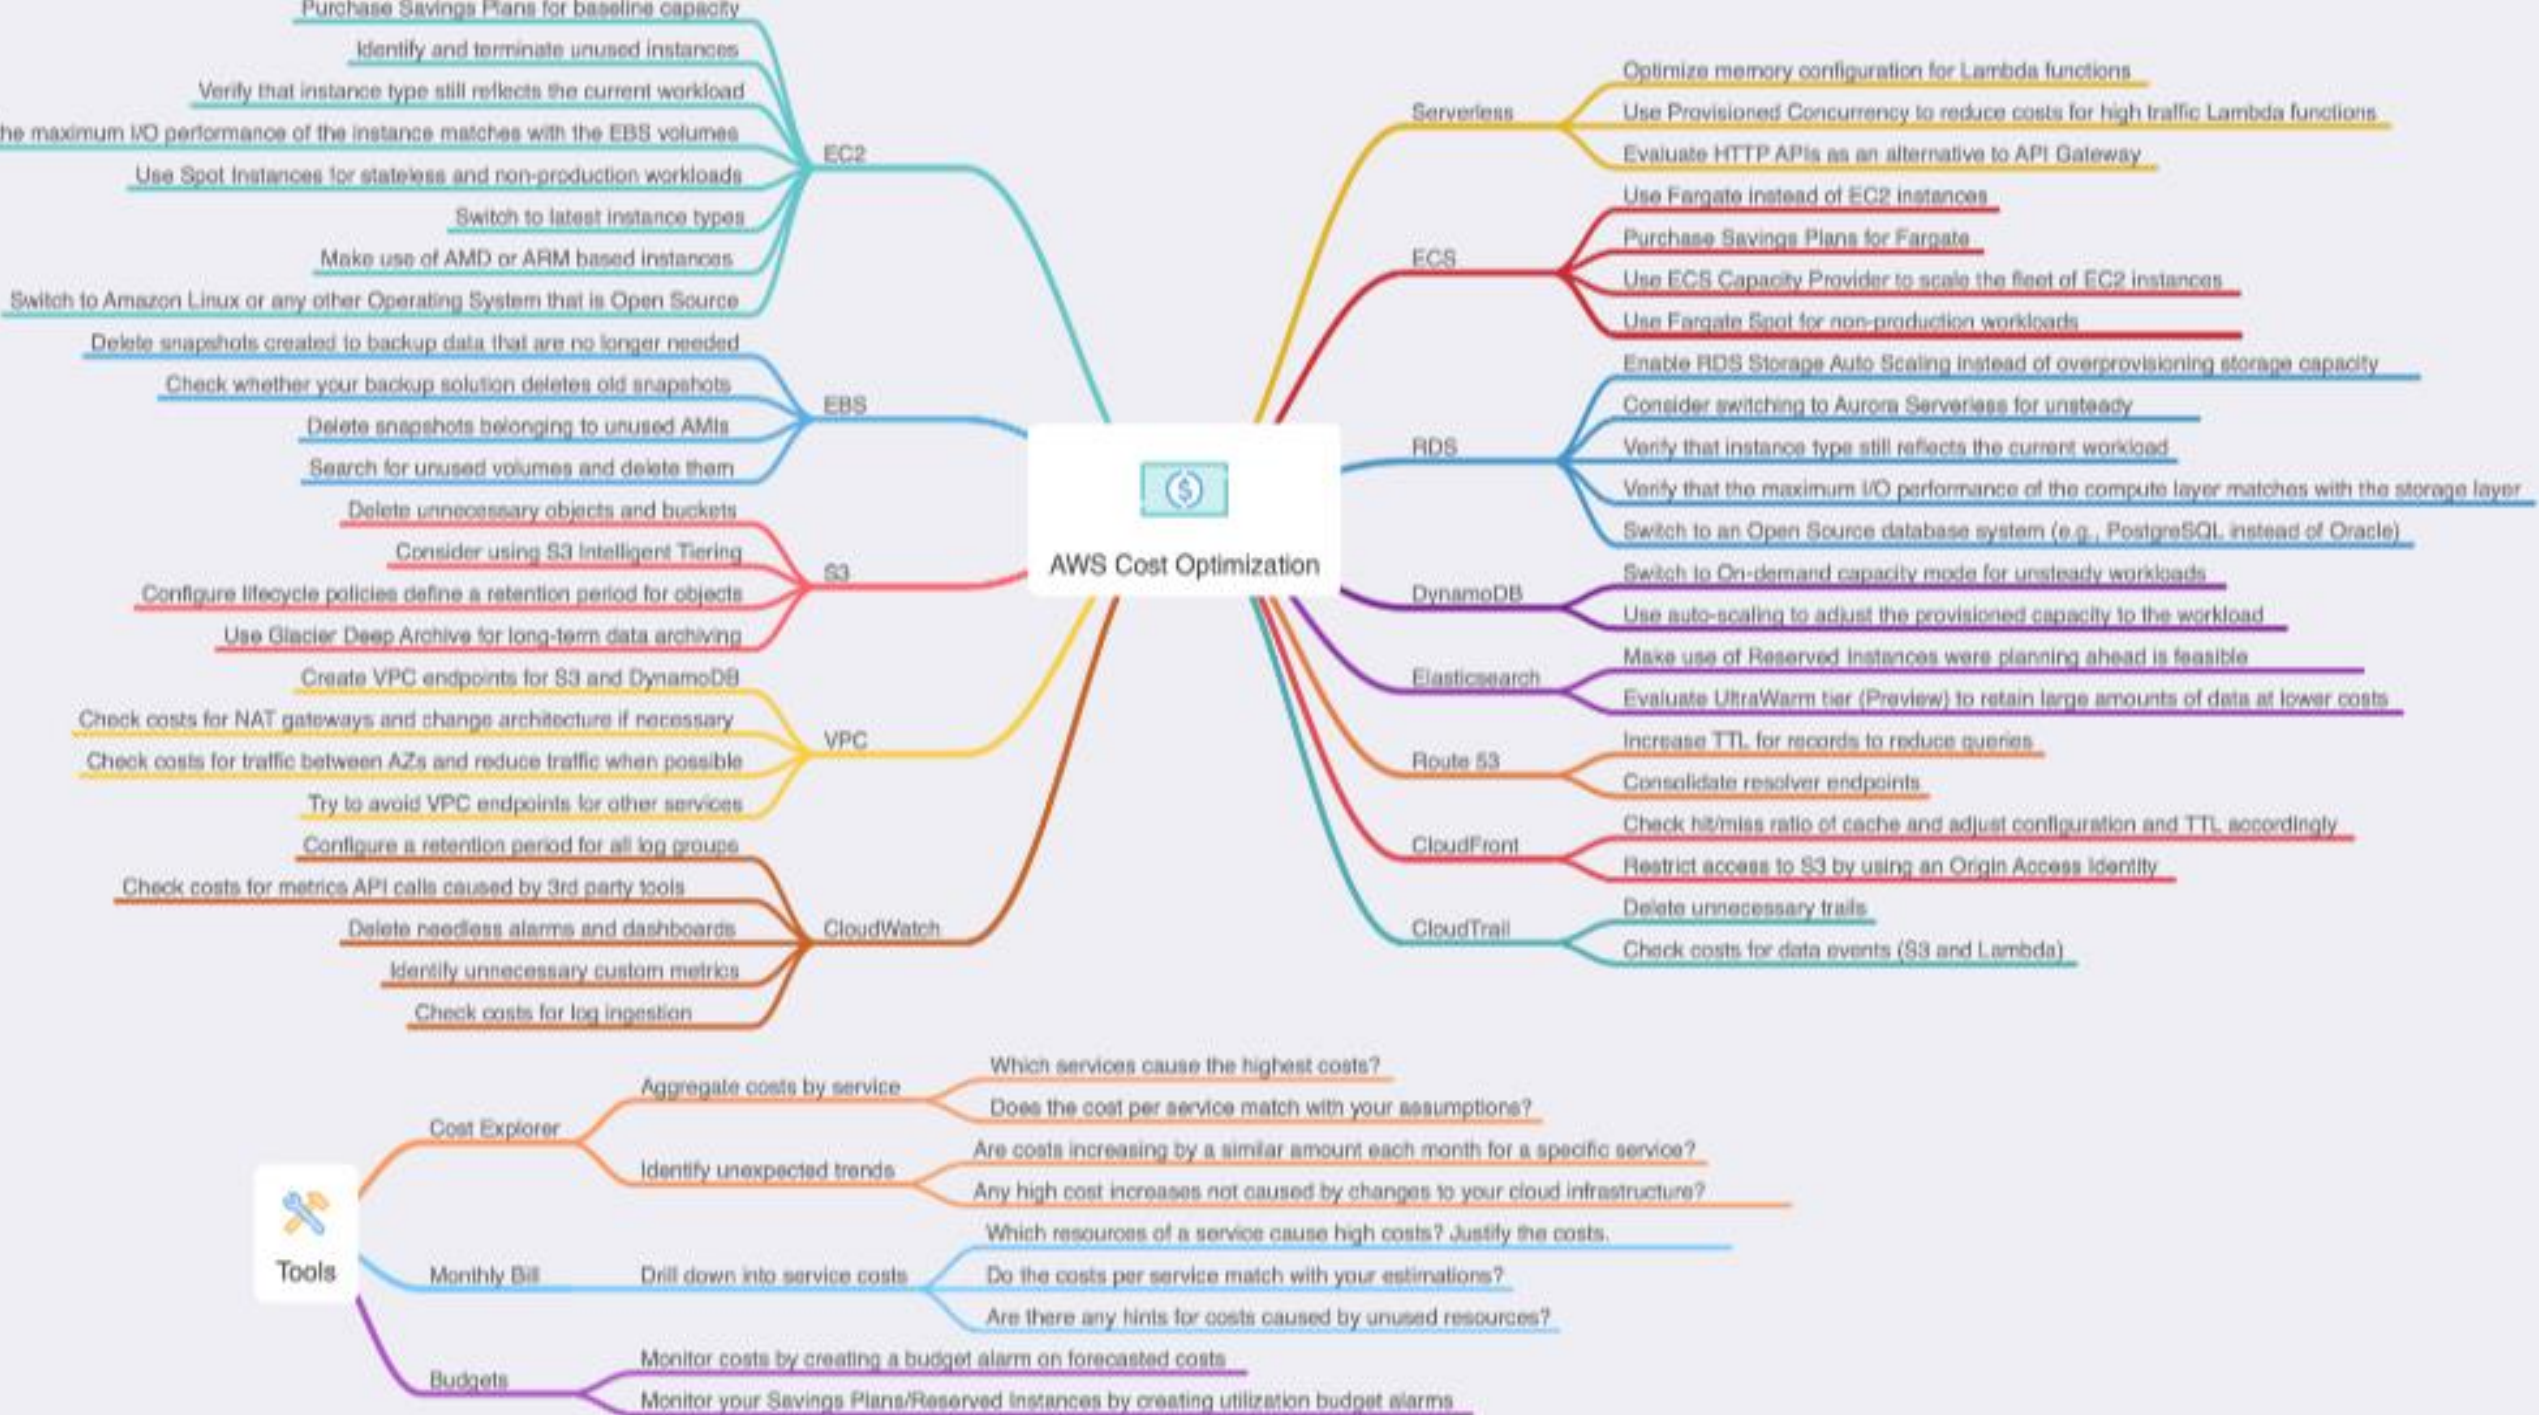 Purchase Savings Plans for baseline capacity
Identify and terminate unused instances
Verify that instance type still reflects the current workload
the maximum I/O performance of the instance matches with the EBS volumes
Use Spot Instances for stateless and non-production workloads
Switch to latest instance types
Make use of AMD or ARM based instances
Switch to Amazon Linux or any other Operating System that is Open Source
EC2
Delete snapshots created to backup data that are no longer needed
Check whether your backup solution deletes old snapshots
Delete snapshots belonging to unused AMIs
Search for unused volumes and delete them
EBS
Delete unnecessary objects and buckets
Consider using S3 Intelligent Tiering
Configure lifecycle policies define a retention period for objects
Use Glacier Deep Archive for long-term data archiving
S3
Create VPC endpoints for S3 and DynamoDB
Check costs for NAT gateways and change architecture if necessary
Check costs for traffic between AZs and reduce traffic when possible
Try to avoid VPC endpoints for other services
VPC
Configure a retention period for all log groups
Check costs for metrics API calls caused by 3rd party tools
Delete needless alarms and dashboards
Identify unnecessary custom metrics
Check costs for log ingestion
CloudWatch
AWS Cost Optimization
Serverless
Optimize memory configuration for Lambda functions
Use Provisioned Concurrency to reduce costs for high traffic Lambda functions
Evaluate HTTP APIs as an alternative to API Gateway
ECS
Use Fargate instead of EC2 instances
Purchase Savings Plans for Fargate
Use ECS Capacity Provider to scale the fleet of EC2 instances
Use Fargate Spot for non-production workloads
RDS
Enable RDS Storage Auto Scaling instead of overprovisioning storage capacity
Consider switching to Aurora Serverless for unsteady
Verify that instance type still reflects the current workload
Verify that the maximum I/O performance of the compute layer matches with the storage layer
Switch to an Open Source database system (e.g., PostgreSQL instead of Oracle)
DynamoDB
Switch to On-demand capacity mode for unsteady workloads
Use auto-scaling to adjust the provisioned capacity to the workload
Elasticsearch
Make use of Reserved Instances were planning ahead is feasible
Evaluate UltraWarm tier (Preview) to retain large amounts of data at lower costs
Route 53
Increase TTL for records to reduce queries
Consolidate resolver endpoints
CloudFront
Check hit/miss ratio of cache and adjust configuration and TTL accordingly
Restrict access to S3 by using an Origin Access Identity
CloudTrail
Delete unnecessary trails
Check costs for data events (S3 and Lambda)
Tools
Cost Explorer
Aggregate costs by service
Which services cause the highest costs?
Does the cost per service match with your assumptions?
Identify unexpected trends
Are costs increasing by a similar amount each month for a specific service?
Any high cost increases not caused by changes to your cloud infrastructure?
Monthly Bill
Drill down into service costs
Which resources of a service cause high costs? Justify the costs.
Do the costs per service match with your estimations?
Are there any hints for costs caused by unused resources?
Budgets
Monitor costs by creating a budget alarm on forecasted costs
Monitor your Savings Plans/Reserved Instances by creating utilization budget alarms